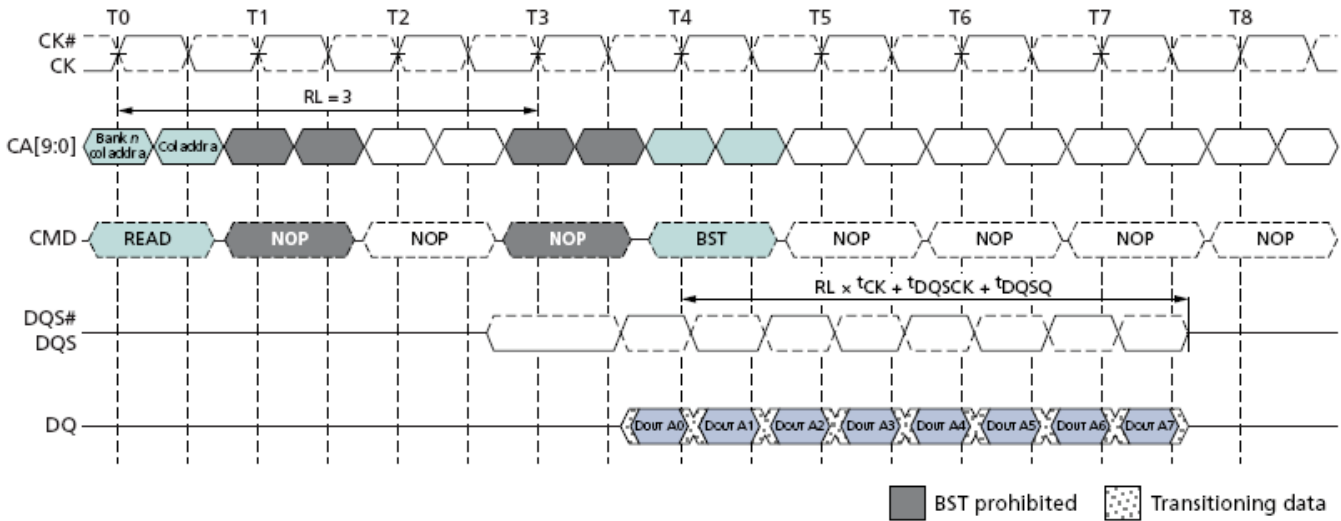 T0 T1 T2 T3 T4 T5 T6 T7 T8
CK#
CK
RL = 3
CA[9:0] Bank n col addr a Col addr a
CMD READ NOP NOP NOP BST NOP NOP NOP NOP
RL × tCK + tDQSCK + tDQSQ
DQS#
DQS
DQ DOUT A0 DOUT A1 DOUT A2 DOUT A3 DOUT A4 DOUT A5 DOUT A6 DOUT A7
BST prohibited Transitioning data